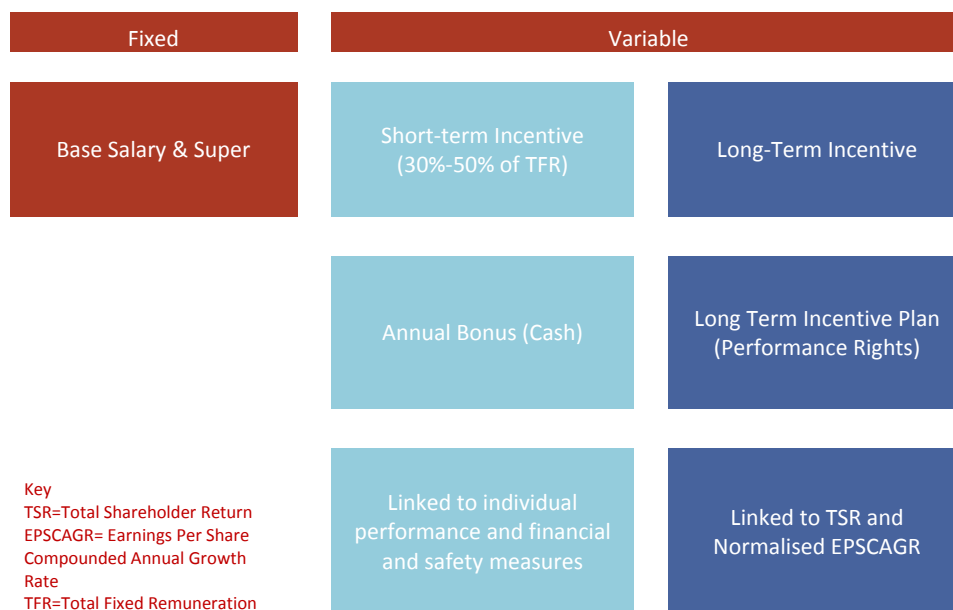 Fixed
Variable
Base Salary & Super
Short-term Incentive
(30%-50% of TFR)
Long-Term Incentive
Annual Bonus (Cash)
Long Term Incentive Plan
(Performance Rights)
Key
TSR=Total Shareholder Return
EPSCAGR= Earnings Per Share
Compounded Annual Growth
Rate
TFR=Total Fixed Remuneration
Linked to individual
performance and financial
and safety measures
Linked to TSR and
Normalised EPSCAGR